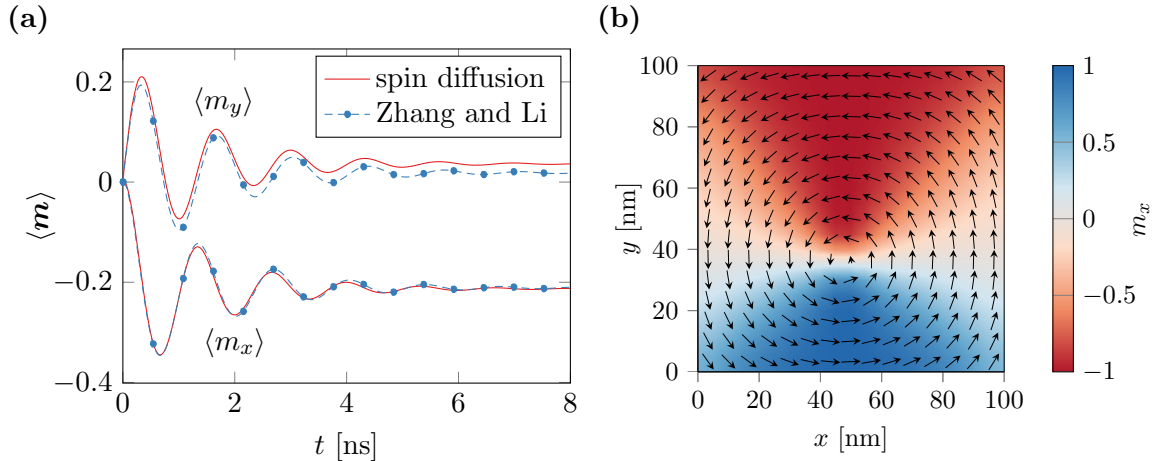 (a)
0.2
0
−0.2
−0.4
⟨m⟩
0
2
4
6
8
t [ns]
spin diffusion
Zhang and Li
⟨m_y⟩
⟨m_x⟩
(b)
100
80
60
40
20
0
y [nm]
0
20
40
60
80
100
x [nm]
1
0.5
0
−0.5
−1
m_x